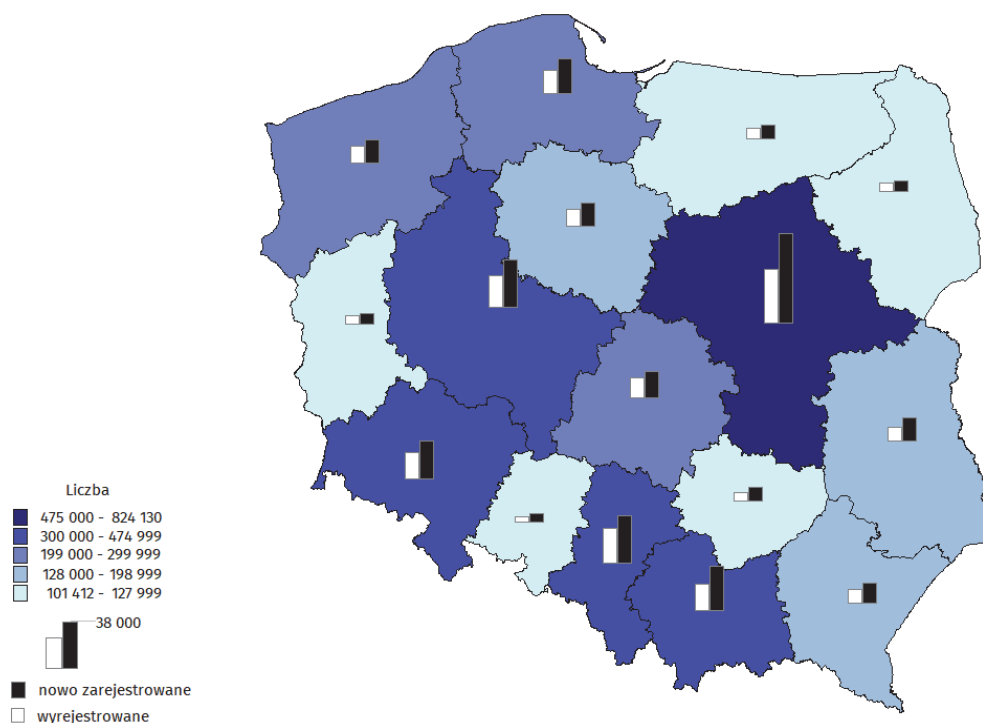 Liczba
475 000 - 824 130
300 000 - 474 999
199 000 - 299 999
128 000 - 198 999
101 412 - 127 999
38 000
nowo zarejestrowane
wyrejestrowane